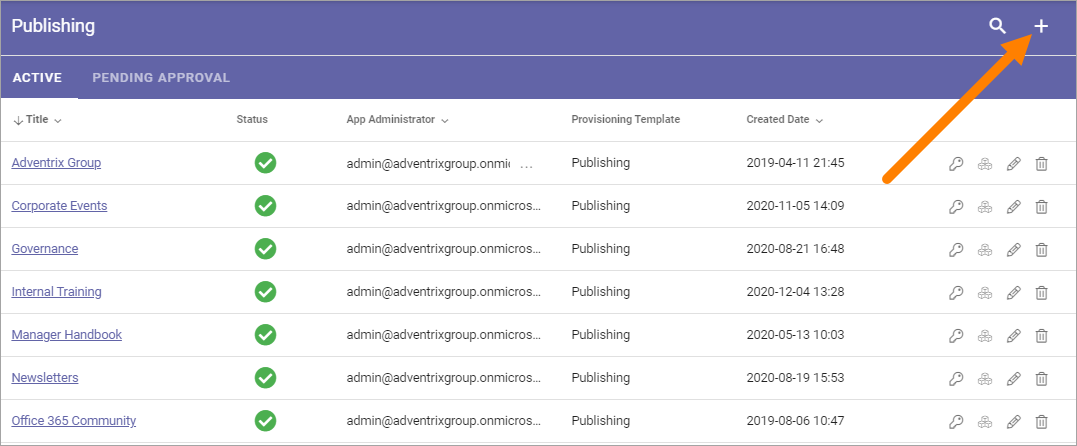 Publishing
ACTIVE PENDING APPROVAL
Title Status App Administrator Provisioning Template Created Date
Adventrix Group admin@adventrixgroup.onmic ... Publishing 2019-04-11 21:45
Corporate Events admin@adventrixgroup.onmicros... Publishing 2020-11-05 14:09
Governance admin@adventrixgroup.onmicros... Publishing 2020-08-21 16:48
Internal Training admin@adventrixgroup.onmicros... Publishing 2020-12-04 13:28
Manager Handbook admin@adventrixgroup.onmicros... Publishing 2020-05-13 10:03
Newsletters admin@adventrixgroup.onmicros... Publishing 2020-08-19 15:53
Office 365 Community admin@adventrixgroup.onmicros... Publishing 2019-08-06 10:47